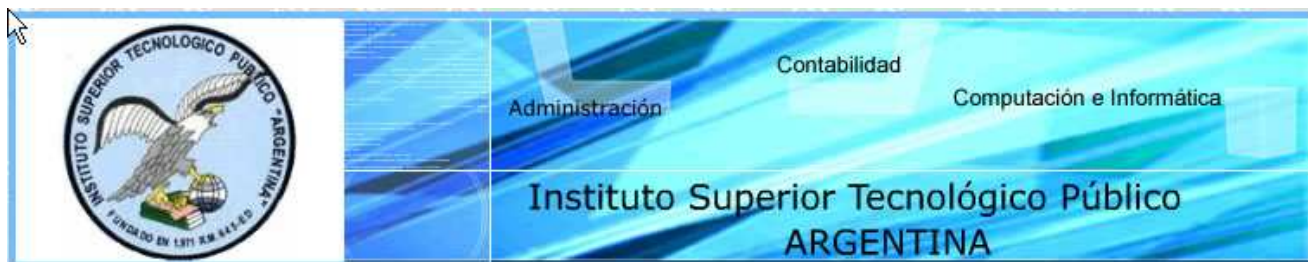 INSTITUTO SUPERIOR TECNOLOGICO PUBLICO "ARGENTINA"
FUNDADO EN 1,971 R.M. 641-ED
Contabilidad
Administración
Computación e Informática
Instituto Superior Tecnológico Público
ARGENTINA